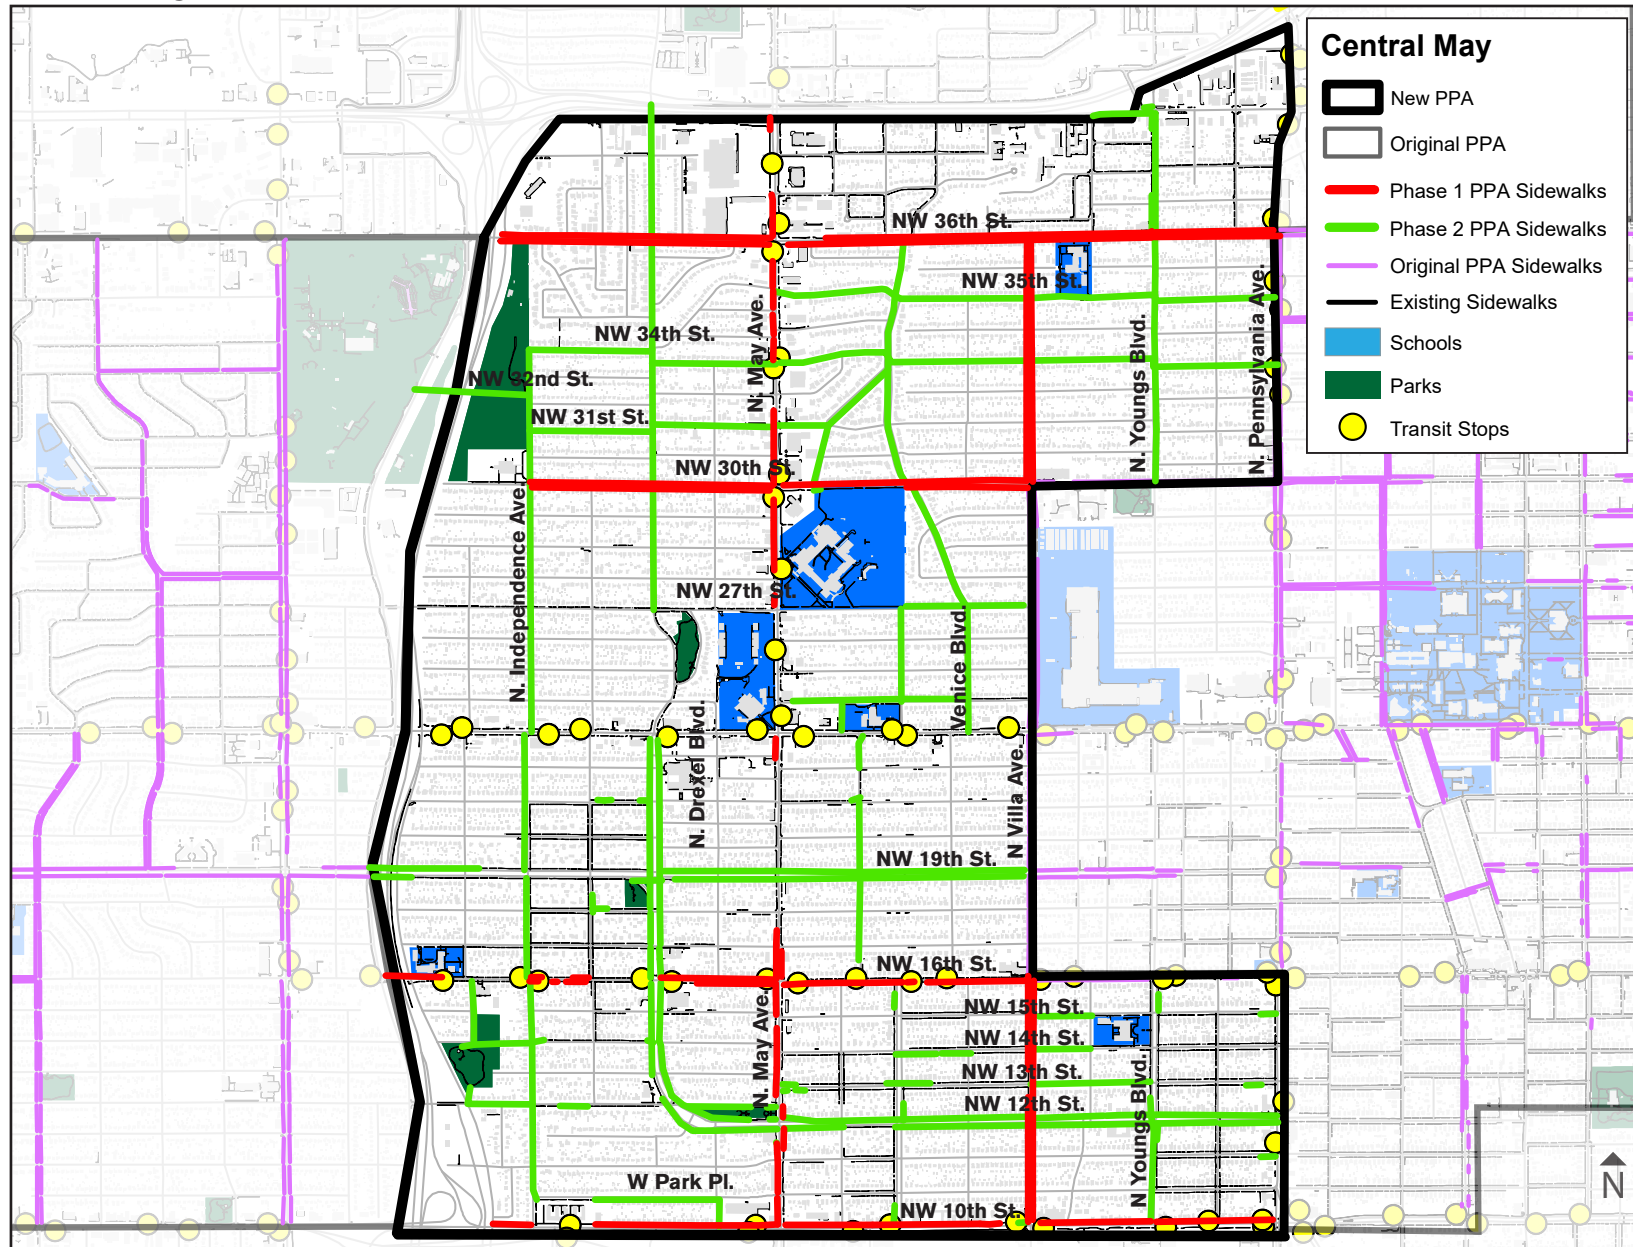 Central May
New PPA
Original PPA
Phase 1 PPA Sidewalks
Phase 2 PPA Sidewalks
Original PPA Sidewalks
Existing Sidewalks
Schools
Parks
Transit Stops
NW 36th St.
NW 35th St.
NW 34th St.
N. May Ave.
N. Youngs Blvd.
N. Pennsylvania Ave.
NW 32nd St.
NW 31st St.
NW 30th St.
N. Independence Ave.
NW 27th St.
Venice Blvd.
N. Drexel Blvd.
N Villa Ave.
NW 19th St.
NW 16th St.
N. May Ave.
NW 15th St.
NW 14th St.
NW 13th St.
NW 12th St.
N Youngs Blvd.
W Park Pl.
NW 10th St.
N